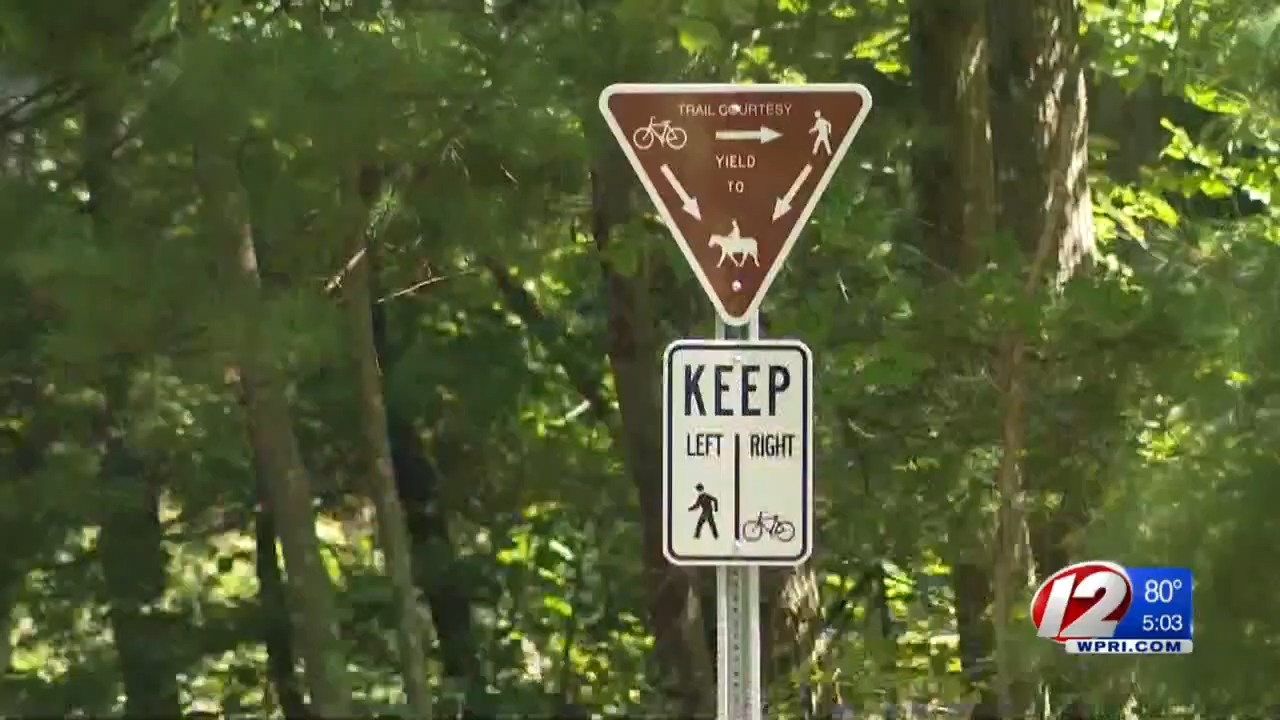 TRAIL COURTESY
YIELD
TO
KEEP
LEFT RIGHT
12 80°
5:03
WPRI.COM